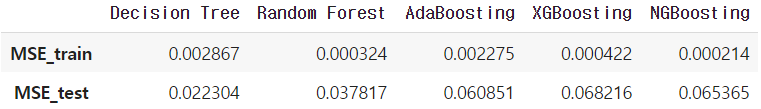 Decision Tree Random Forest AdaBoosting XGBoosting NGBoosting
MSE_train 0.002867 0.000324 0.002275 0.000422 0.000214
MSE_test 0.022304 0.037817 0.060851 0.068216 0.065365